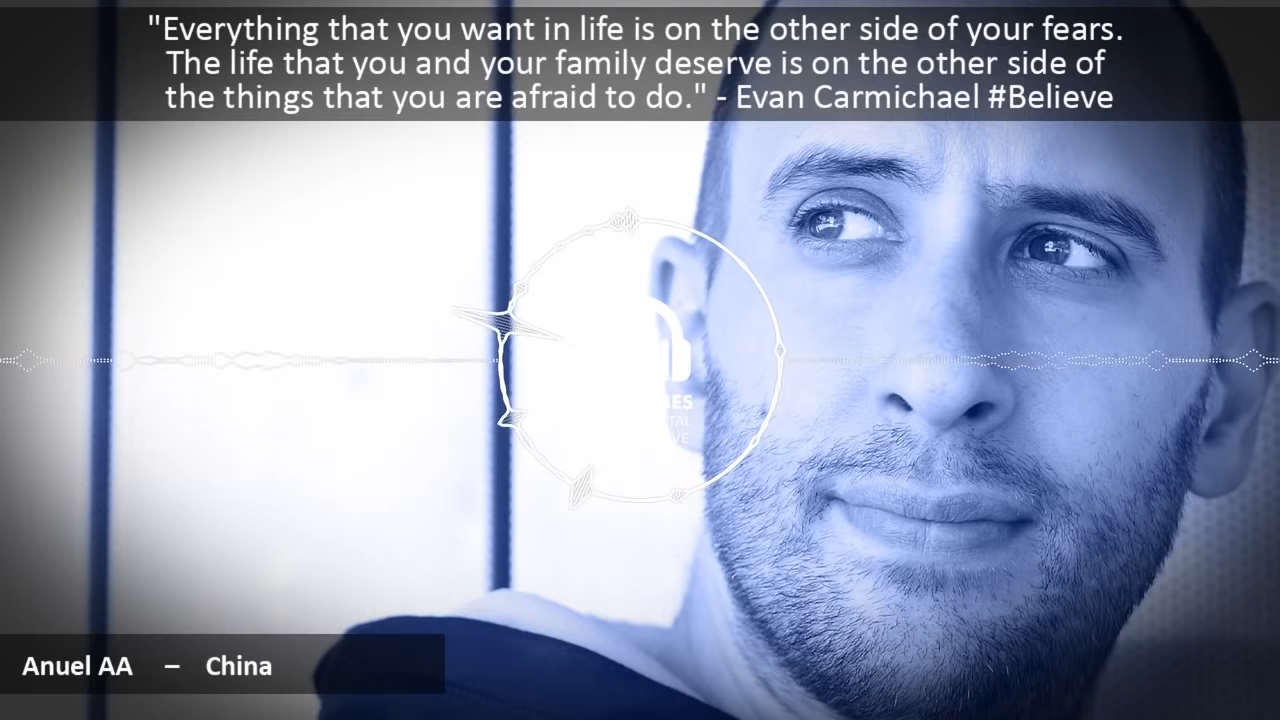 "Everything that you want in life is on the other side of your fears.
The life that you and your family deserve is on the other side of
the things that you are afraid to do." - Evan Carmichael #Believe
Anuel AA – China